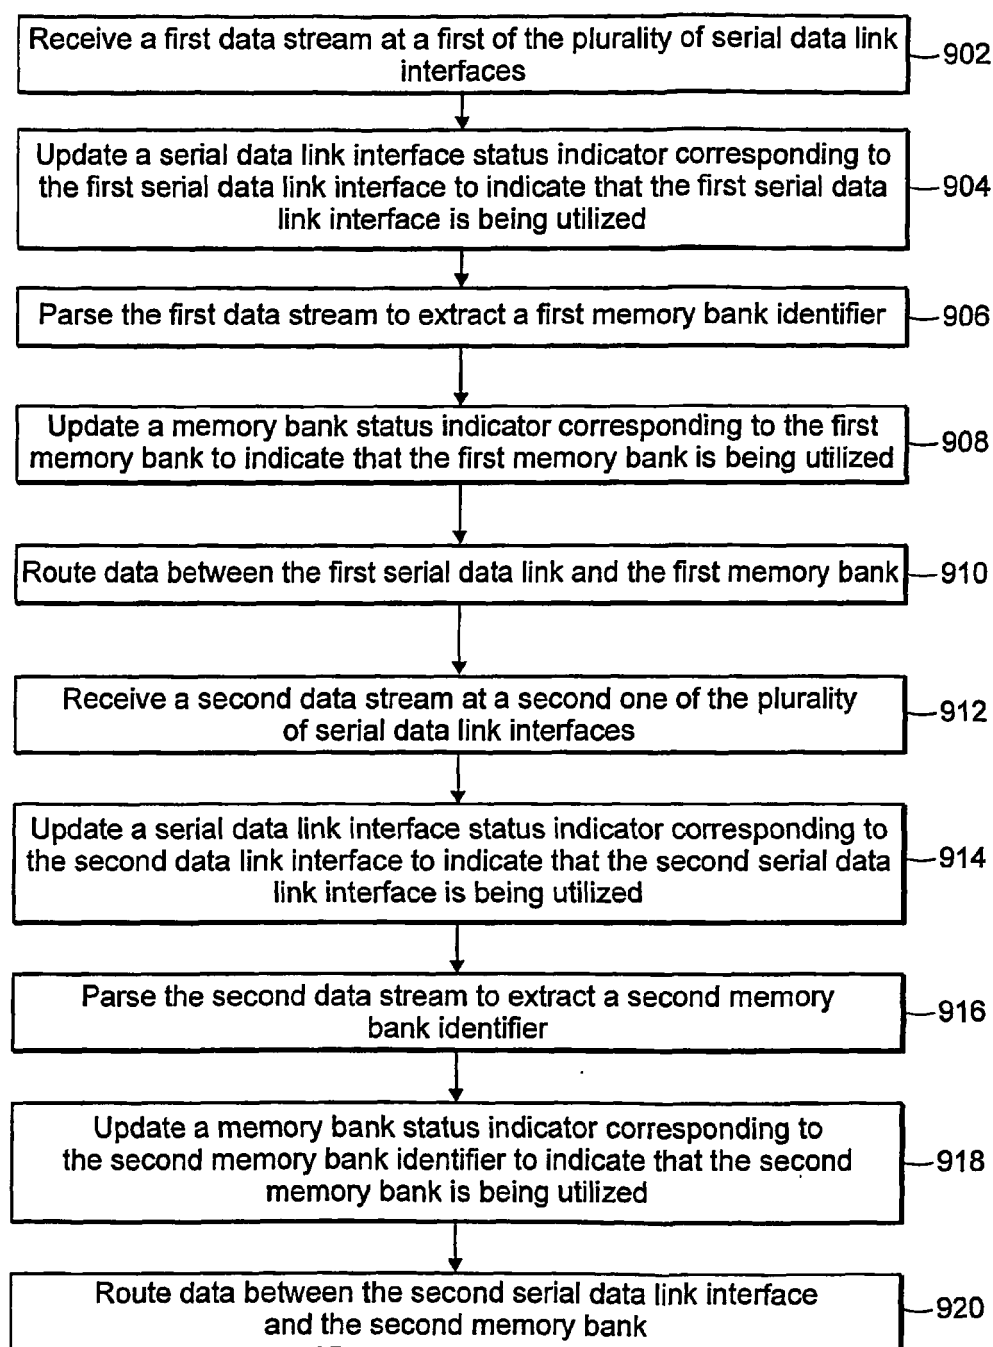 Receive a first data stream at a first of the plurality of serial data link
interfaces
902
Update a serial data link interface status indicator corresponding to
the first serial data link interface to indicate that the first serial data
link interface is being utilized
904
Parse the first data stream to extract a first memory bank identifier
906
Update a memory bank status indicator corresponding to the first
memory bank to indicate that the first memory bank is being utilized
908
Route data between the first serial data link and the first memory bank
910
Receive a second data stream at a second one of the plurality
of serial data link interfaces
912
Update a serial data link interface status indicator corresponding to
the second data link interface to indicate that the second serial data
link interface is being utilized
914
Parse the second data stream to extract a second memory
bank identifier
916
Update a memory bank status indicator corresponding to
the second memory bank identifier to indicate that the second
memory bank is being utilized
918
Route data between the second serial data link interface
and the second memory bank
920